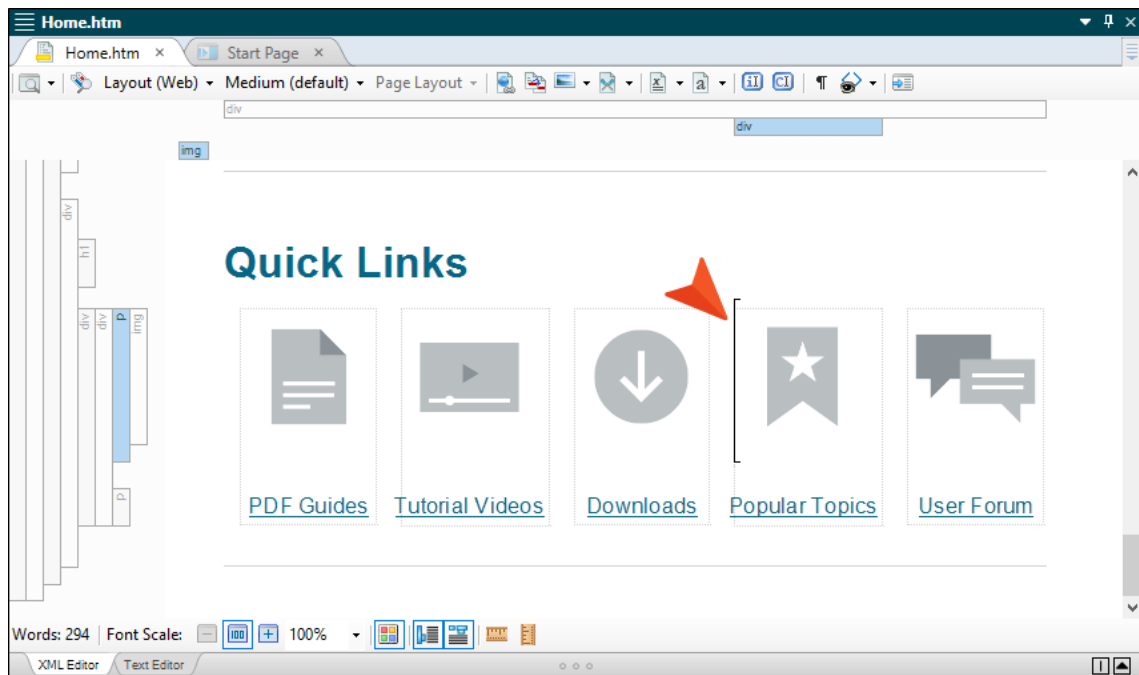 Home.htm
Home.htm × Start Page ×
Layout (Web) Medium (default) Page Layout
div
div
img
div
h1
div div p img
p
Quick Links
PDF Guides Tutorial Videos Downloads Popular Topics User Forum
Words: 294 Font Scale: 100%
XML Editor Text Editor